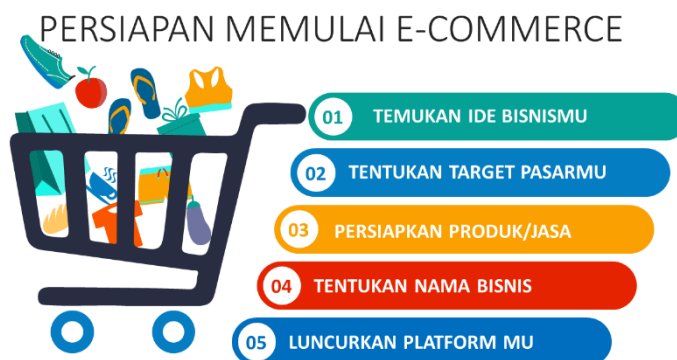 PERSIAPAN MEMULAI E-COMMERCE
01 TEMUKAN IDE BISNISMU
02 TENTUKAN TARGET PASARMU
03 PERSIAPKAN PRODUK/JASA
04 TENTUKAN NAMA BISNIS
05 LUNCURKAN PLATFORM MU